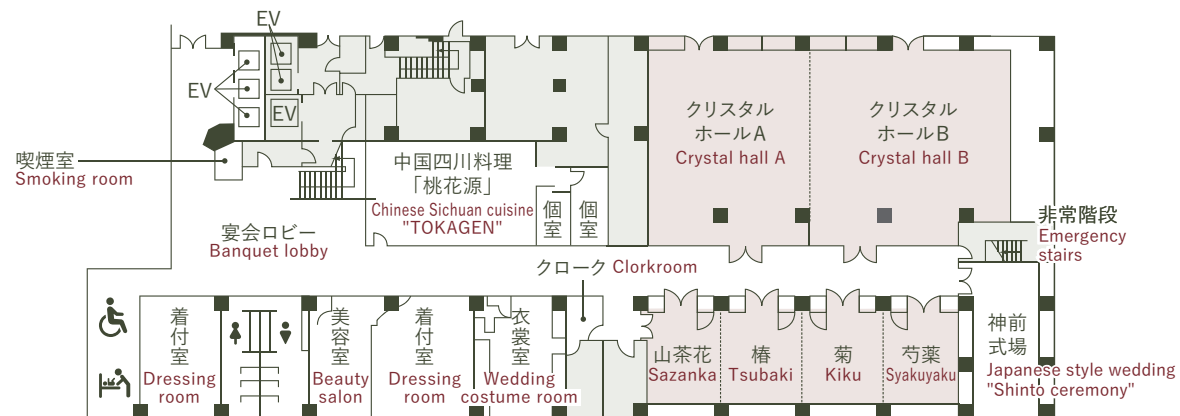 EV
EV
EV
喫煙室
Smoking room
宴会ロビー
Banquet lobby
中国四川料理
「桃花源」
Chinese Sichuan cuisine
"TOKAGEN"
個室
個室
クリスタル
ホールA
Crystal hall A
クリスタル
ホールB
Crystal hall B
非常階段
Emergency
stairs
クローク Clorkroom
着付室
Dressing
room
美容室
Beauty
salon
着付室
Dressing
room
衣裳室
Wedding
costume room
山茶花
Sazanka
椿
Tsubaki
菊
Kiku
芍薬
Syakuyaku
神前
式場
Japanese style wedding
"Shinto ceremony"